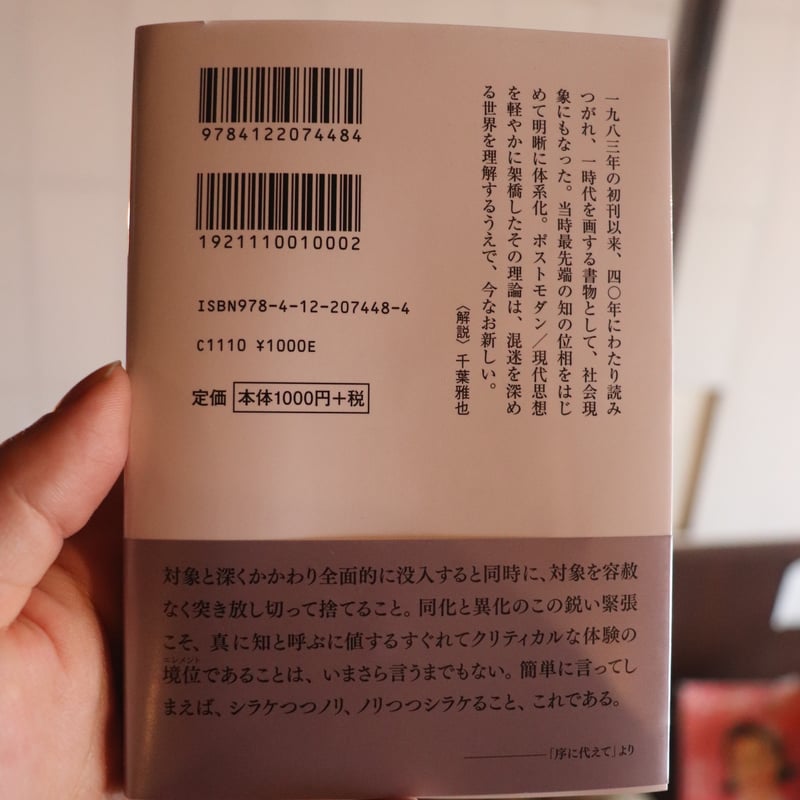 9784122074484
1921110010002
ISBN978-4-12-207448-4
C1110 ¥1000E
定価 本体1000円+税
一九八三年の初刊以来、四〇年にわたり読み
つがれ、一時代を画する書物として、社会現
象にもなった。当時最先端の知の位相をはじ
めて明晰に体系化。ポストモダン／現代思想
を軽やかに架橋したその理論は、混迷を深め
る世界を理解するうえで、今なお新しい。
〈解説〉千葉雅也
対象と深くかかわり全面的に没入すると同時に、対象を容赦
なく突き放し切って捨てること。同化と異化のこの鋭い緊張
こそ、真に知と呼ぶに値するすぐれてクリティカルな体験の
エレメント
境位であることは、いまさら言うまでもない。簡単に言ってし
まえば、シラケつつノリ、ノリつつシラケること、これである。
「序に代えて」より